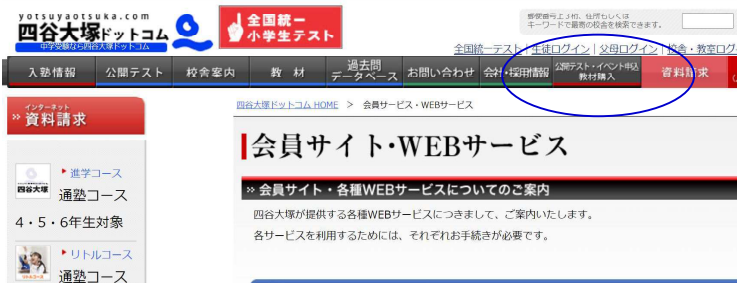 yotsuyaotsuka.com
四谷大塚ドットコム
中学受験なら四谷大塚ドットコム
全国統一
小学生テスト
郵便番号上3桁、住所もしくは
キーワードで最寄の校舎を検索できます。
全国統一テスト｜生徒ログイン｜父母ログイン｜校舎・教室ログ
入塾情報
公開テスト
校舎案内
教 材
過去問
データベース
お問い合わせ
会社・採用情報
公開テスト・イベント申込
教材購入
資料請求
インターネット
» 資料請求
進学コース
四谷大塚
通塾コース
4・5・6年生対象
リトルコース
リトルコース
通塾コース
四谷大塚ドットコム HOME ＞ 会員サービス・WEBサービス
会員サイト・WEBサービス
» 会員サイト・各種WEBサービスについてのご案内
四谷大塚が提供する各種WEBサービスにつきまして、ご案内いたします。
各サービスを利用するためには、それぞれお手続きが必要です。